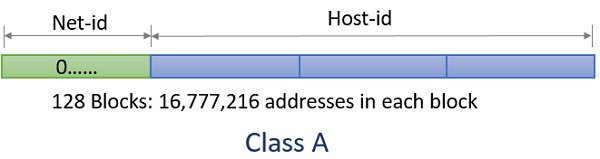 Net-id Host-id
0......
128 Blocks: 16,777,216 addresses in each block
Class A